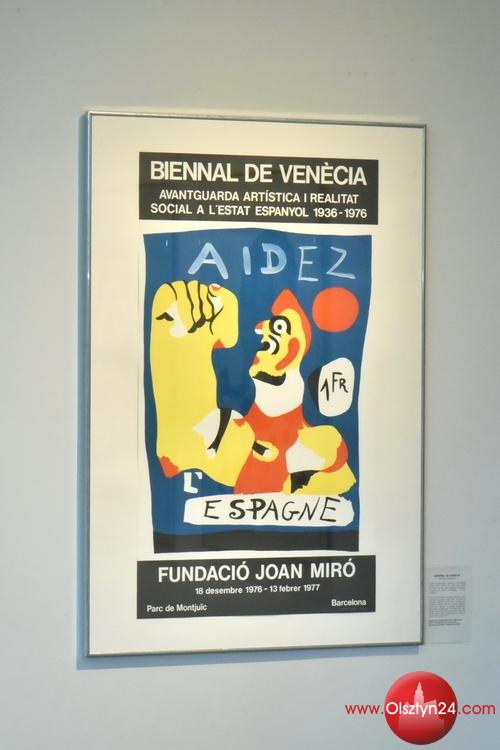 BIENNAL DE VENÈCIA
AVANTGUARDA ARTÍSTICA I REALITAT
SOCIAL A L'ESTAT ESPANYOL 1936-1976
AIDEZ
1FR
L'
ESPAGNE
FUNDACIÓ JOAN MIRÓ
18 desembre 1976 - 13 febrer 1977
Parc de Montjuïc
Barcelona
www.Olsztyn24.com